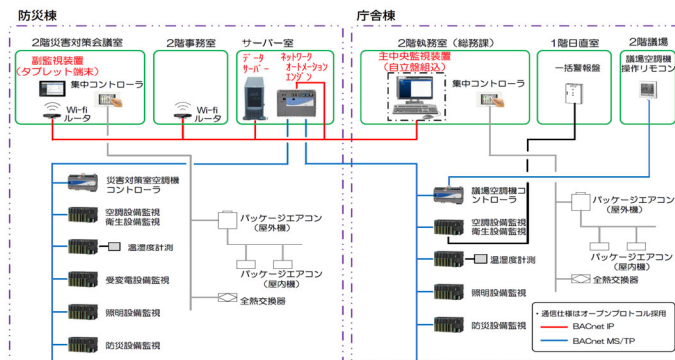 防災棟
庁舎棟
2階災害対策会議室
2階事務室
サーバー室
2階執務室（総務課）
1階日直室
2階議場
副監視装置
(タブレット端末)
集中コントローラ
Wi-fi
ルータ
Wi-fi
ルータ
データ
サーバー
ネットワーク
オートメーション
エンジン
主中央監視装置
(自立盤組込)
集中コントローラ
一括警報盤
議場空調機
操作リモコン
災害対策室空調機
コントローラ
空調設備監視
衛生設備監視
温湿度計測
受変電設備監視
照明設備監視
防災設備監視
パッケージエアコン
(屋外機)
パッケージエアコン
(屋内機)
全熱交換器
議場空調機コ
ントローラ
空調設備監視
衛生設備監視
温湿度計測
照明設備監視
防災設備監視
パッケージエアコン
(屋外機)
パッケージエアコン
(屋内機)
全熱交換器
・通信仕様はオープンプロトコル採用
BACnet IP
BACnet MS/TP